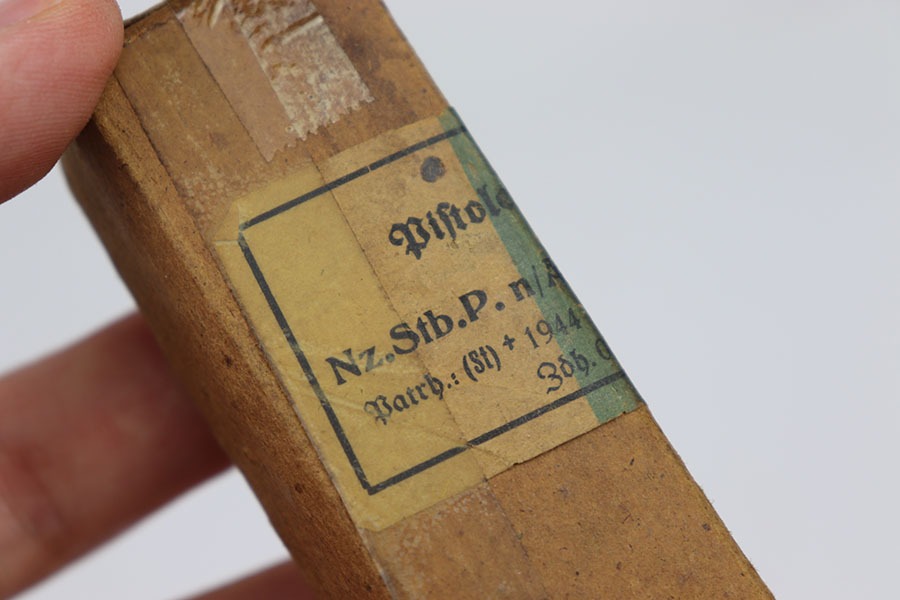 Pistole
Nz.Stb.P. n/A
Patrh.: (St) + 1944
Zdh.